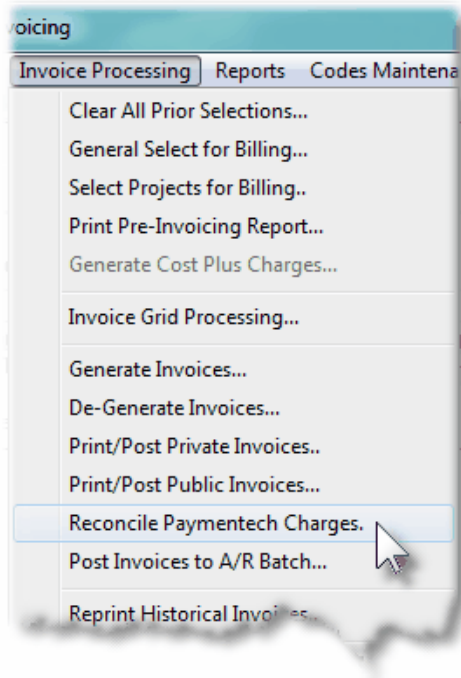 voicing
Invoice Processing Reports Codes Maintena
Clear All Prior Selections...
General Select for Billing...
Select Projects for Billing..
Print Pre-Invoicing Report...
Generate Cost Plus Charges...
Invoice Grid Processing...
Generate Invoices...
De-Generate Invoices...
Print/Post Private Invoices..
Print/Post Public Invoices...
Reconcile Paymentech Charges.
Post Invoices to A/R Batch...
Reprint Historical Invoices..